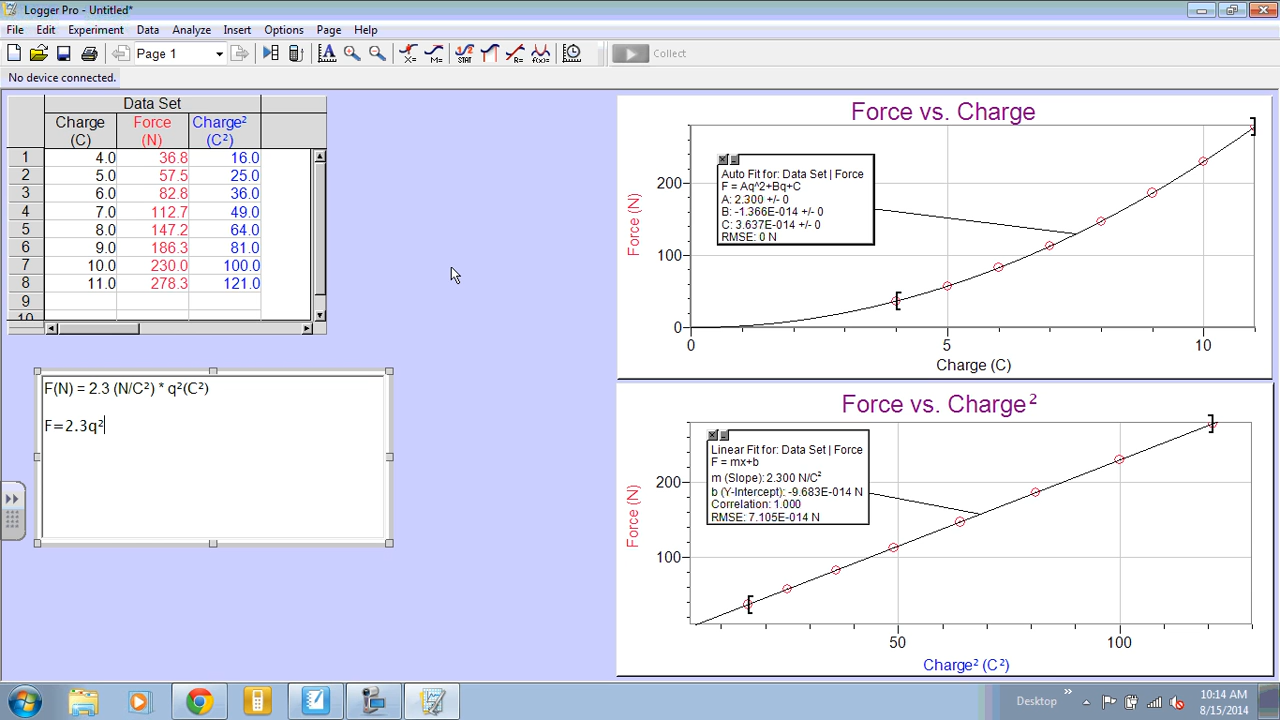 Logger Pro - Untitled*
File Edit Experiment Data Analyze Insert Options Page Help
Page 1
X= M= STAT R= f(x)= Collect
No device connected.
Data Set
Charge (C) Force (N) Charge² (C²)
1 4.0 36.8 16.0
2 5.0 57.5 25.0
3 6.0 82.8 36.0
4 7.0 112.7 49.0
5 8.0 147.2 64.0
6 9.0 186.3 81.0
7 10.0 230.0 100.0
8 11.0 278.3 121.0
9
10
F(N) = 2.3 (N/C²) * q²(C²)
F=2.3q²
Force vs. Charge
Force (N)
200
100
0
Auto Fit for: Data Set | Force
F = Aq^2+Bq+C
A: 2.300 +/- 0
B: -1.366E-014 +/- 0
C: 3.637E-014 +/- 0
RMSE: 0 N
0 5 10
Charge (C)
Force vs. Charge²
Force (N)
200
100
Linear Fit for: Data Set | Force
F = mx+b
m (Slope): 2.300 N/C²
b (Y-Intercept): -9.683E-014 N
Correlation: 1.000
RMSE: 7.105E-014 N
50 100
Charge² (C²)
Desktop
10:14 AM
8/15/2014